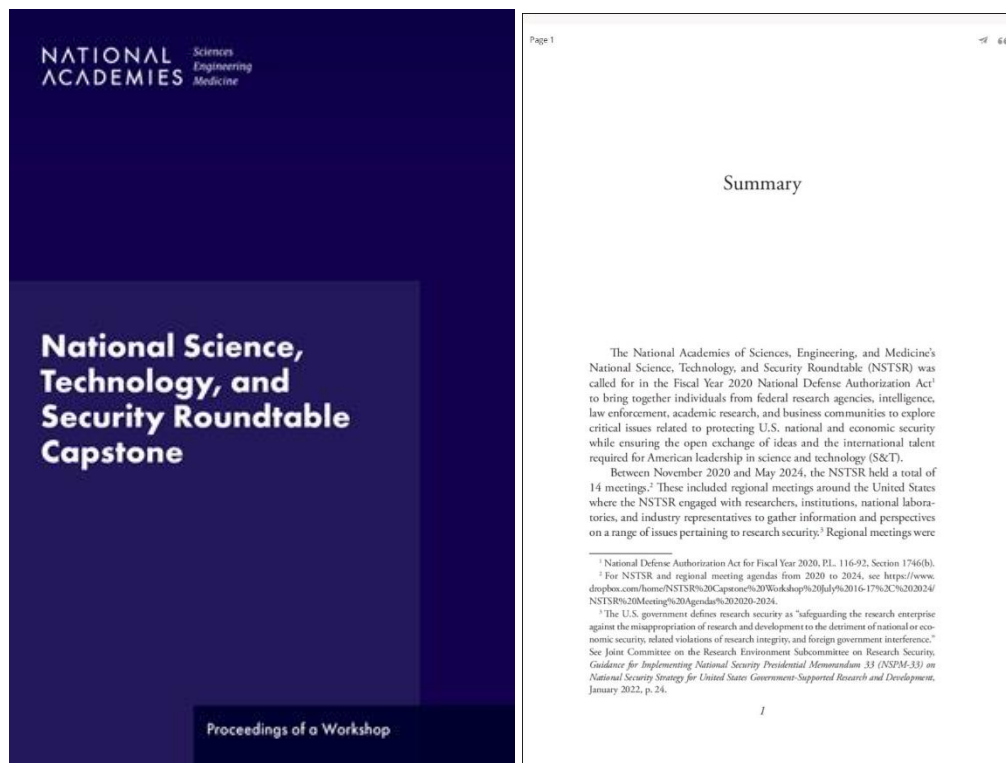 NATIONAL
ACADEMIES
Sciences
Engineering
Medicine
National Science,
Technology, and
Security Roundtable
Capstone
Proceedings of a Workshop
Page 1
Summary
The National Academies of Sciences, Engineering, and Medicine's
National Science, Technology, and Security Roundtable (NSTSR) was
called for in the Fiscal Year 2020 National Defense Authorization Act¹
to bring together individuals from federal research agencies, intelligence,
law enforcement, academic research, and business communities to explore
critical issues related to protecting U.S. national and economic security
while ensuring the open exchange of ideas and the international talent
required for American leadership in science and technology (S&T).
Between November 2020 and May 2024, the NSTSR held a total of
14 meetings.² These included regional meetings around the United States
where the NSTSR engaged with researchers, institutions, national labora-
tories, and industry representatives to gather information and perspectives
on a range of issues pertaining to research security.³ Regional meetings were
¹ National Defense Authorization Act for Fiscal Year 2020, P.L. 116-92, Section 1746(b).
² For NSTSR and regional meeting agendas from 2020 to 2024, see https://www.
dropbox.com/home/NSTSR%20Capstone%20Workshop%20July%2016-17%2C%202024/
NSTSR%20Meeting%20Agendas%202020-2024.
³ The U.S. government defines research security as "safeguarding the research enterprise
against the misappropriation of research and development to the detriment of national or eco-
nomic security, related violations of research integrity, and foreign government interference."
See Joint Committee on the Research Environment Subcommittee on Research Security,
Guidance for Implementing National Security Presidential Memorandum 33 (NSPM-33) on
National Security Strategy for United States Government-Supported Research and Development,
January 2022, p. 24.
1